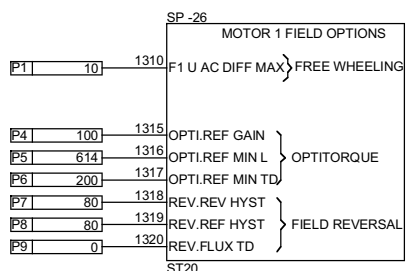 SP -26
MOTOR 1 FIELD OPTIONS
P1 10 1310 F1 U AC DIFF MAX FREE WHEELING
P4 100 1315 OPTI.REF GAIN
P5 614 1316 OPTI.REF MIN L OPTITORQUE
P6 200 1317 OPTI.REF MIN TD
P7 80 1318 REV.REV HYST
P8 80 1319 REV.REF HYST FIELD REVERSAL
P9 0 1320 REV.FLUX TD
ST20